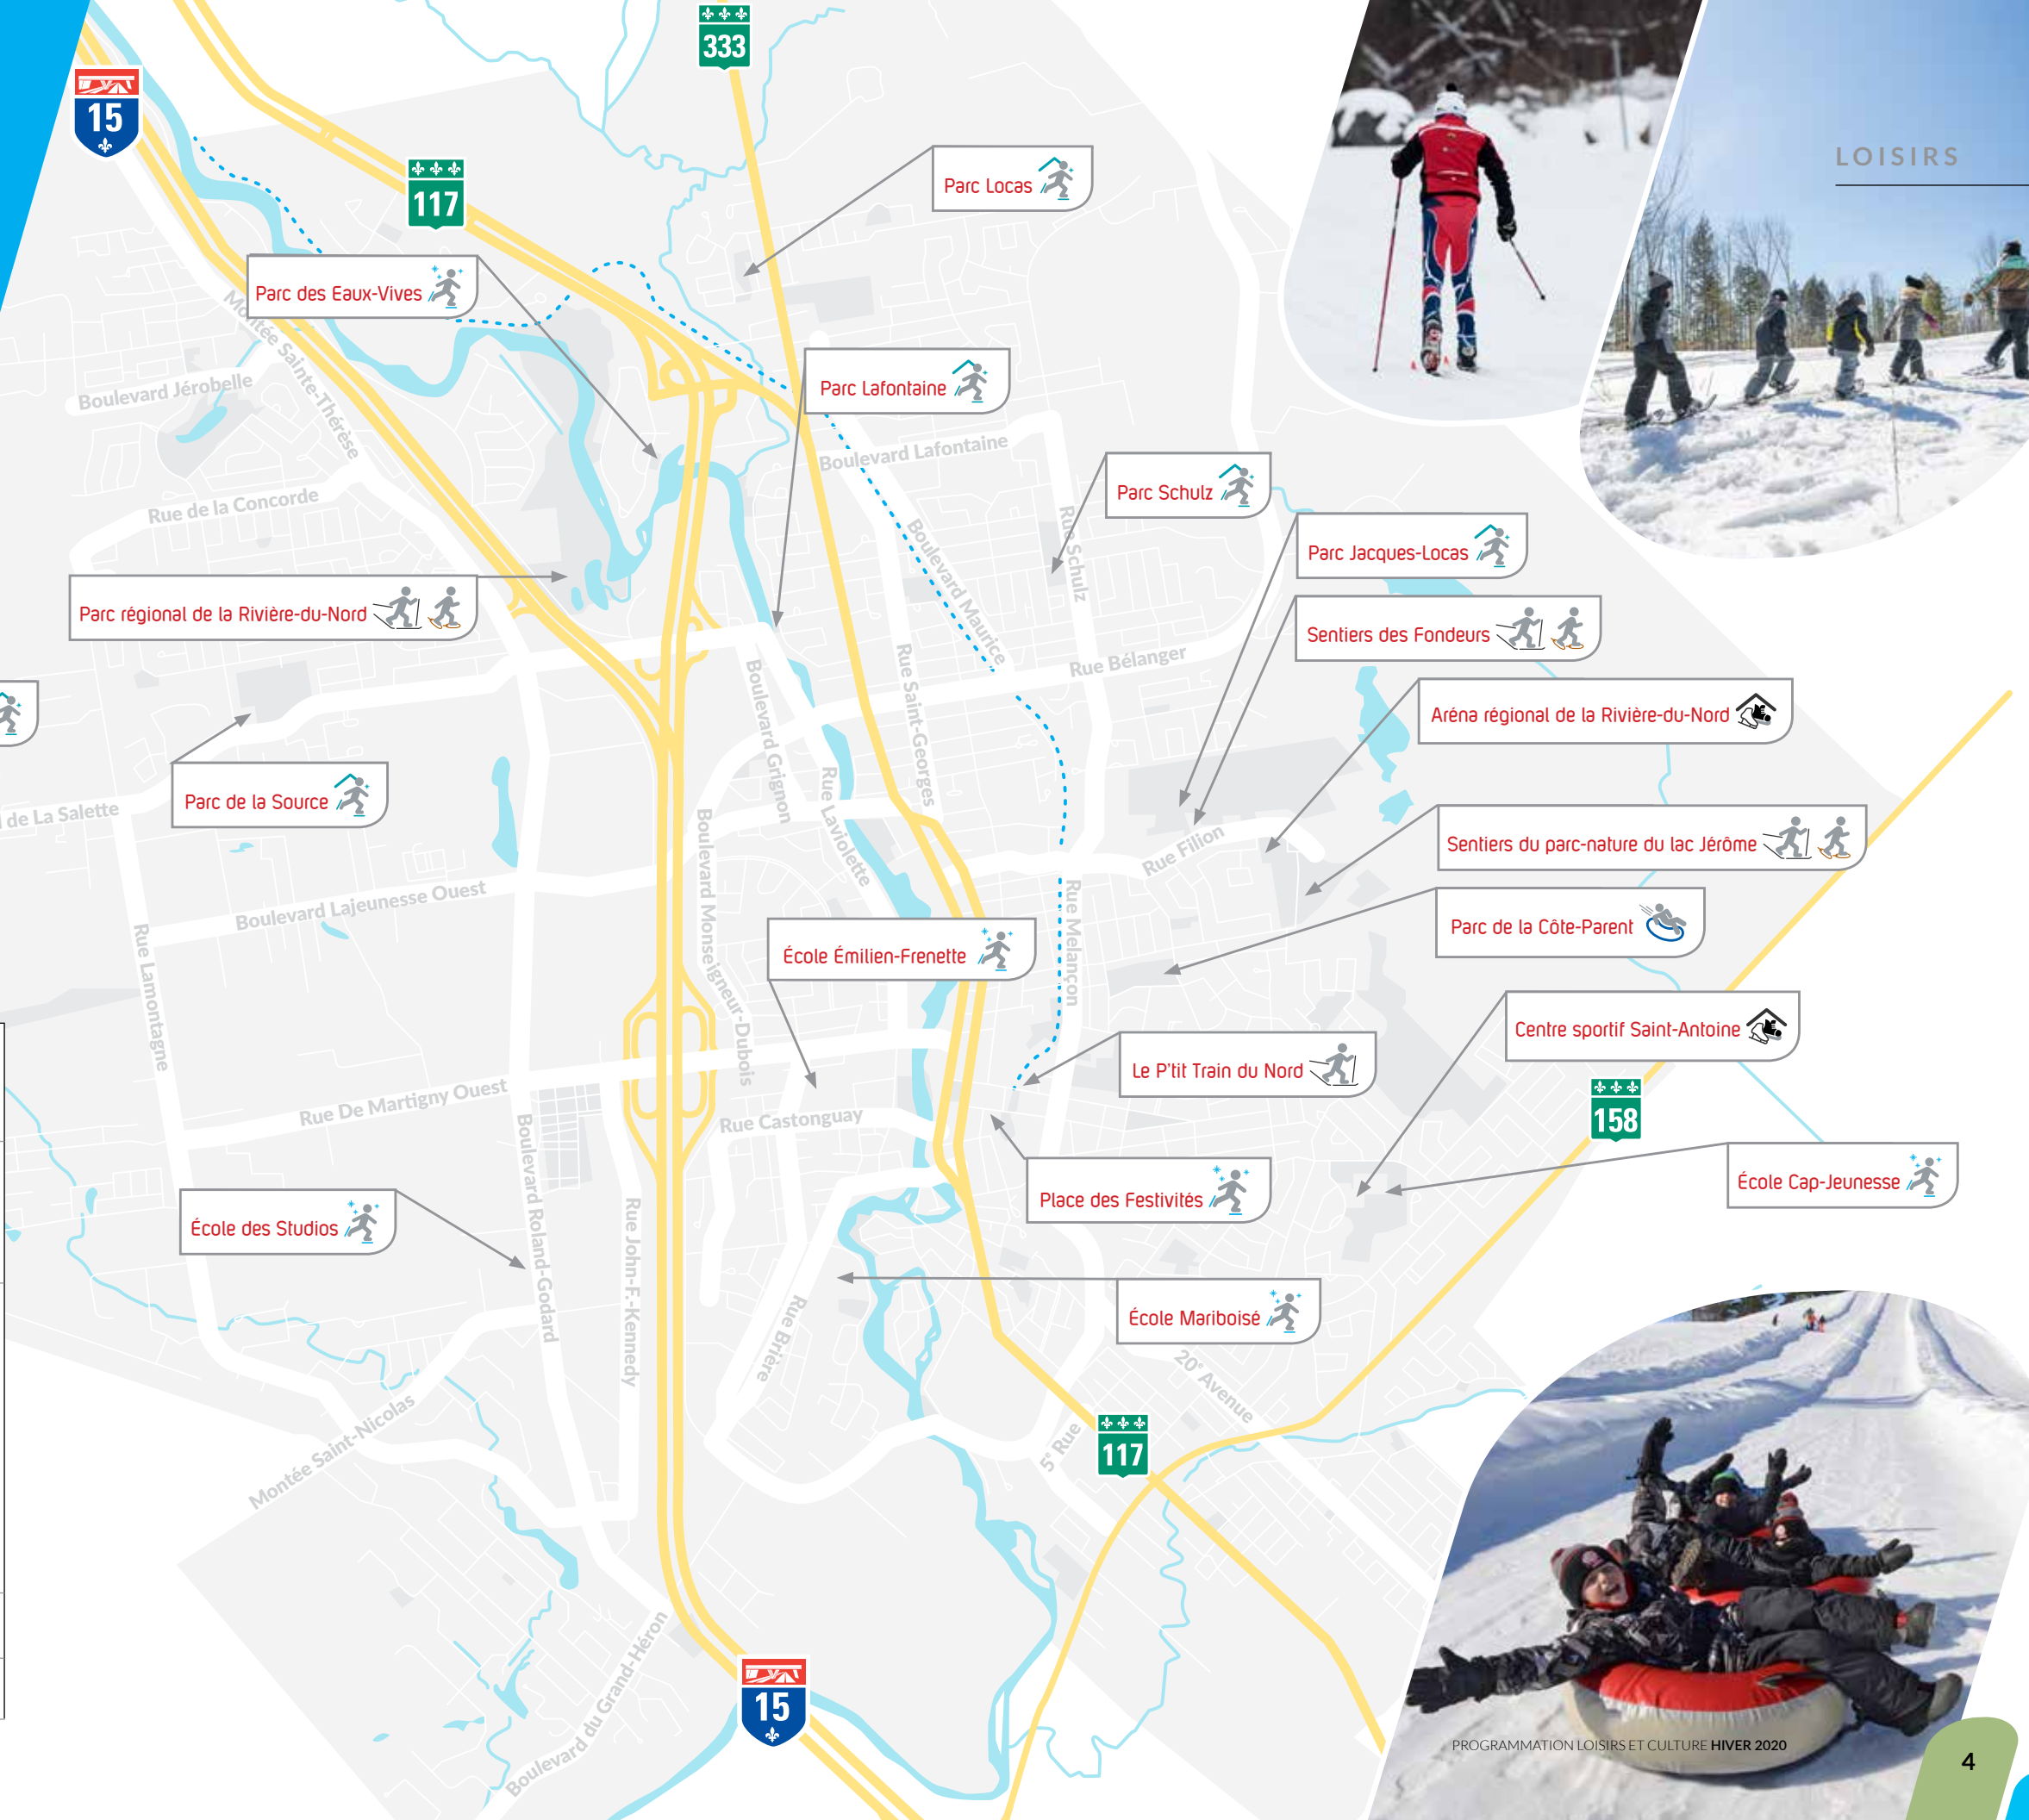 333
15
LOISIRS
117
Parc Locas
Parc des Eaux-Vives
Montée Sainte-Thérèse
Boulevard Jérobelle
Parc Lafontaine
Boulevard Lafontaine
Rue de la Concorde
Parc Schulz
Rue Schulz
Boulevard Maurice
Parc Jacques-Locas
Parc régional de la Rivière-du-Nord
Sentiers des Fondeurs
Rue Bélanger
Rue Saint-Georges
Boulevard Grignon
Aréna régional de la Rivière-du-Nord
Parc de la Source
de La Salette
Rue Laviolette
Boulevard Monseigneur-Dubois
Rue Filion
Sentiers du parc-nature du lac Jérôme
Boulevard Lajeunesse Ouest
Rue Lamontagne
Rue Melançon
Parc de la Côte-Parent
École Émilien-Frenette
Centre sportif Saint-Antoine
Le P'tit Train du Nord
Rue De Martigny Ouest
Rue Castonguay
158
Boulevard Roland-Godard
École Cap-Jeunesse
Place des Festivités
École des Studios
Rue John-F.-Kennedy
École Mariboisé
Rue Brière
20e Avenue
Montée Saint-Nicolas
5e Rue
117
Boulevard du Grand-Héron
15
PROGRAMMATION LOISIRS ET CULTURE HIVER 2020
4